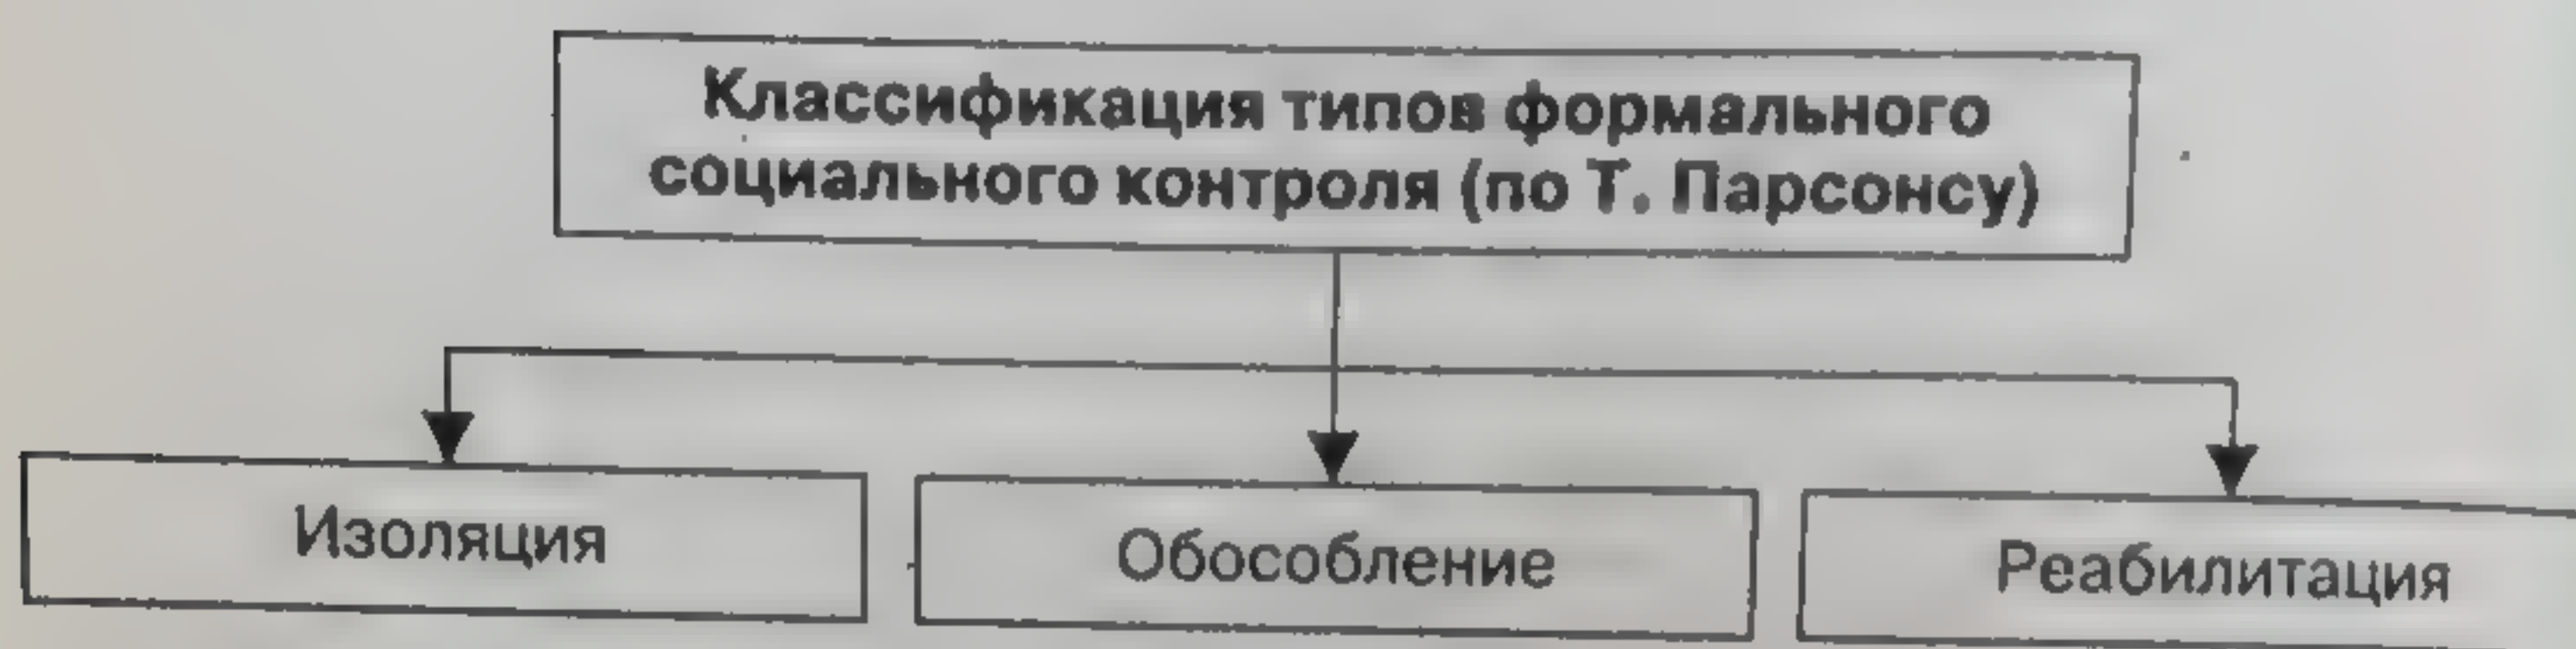 Классификация типов формального
социального контроля (по Т. Парсонсу)
Изоляция
Обособление
Реабилитация